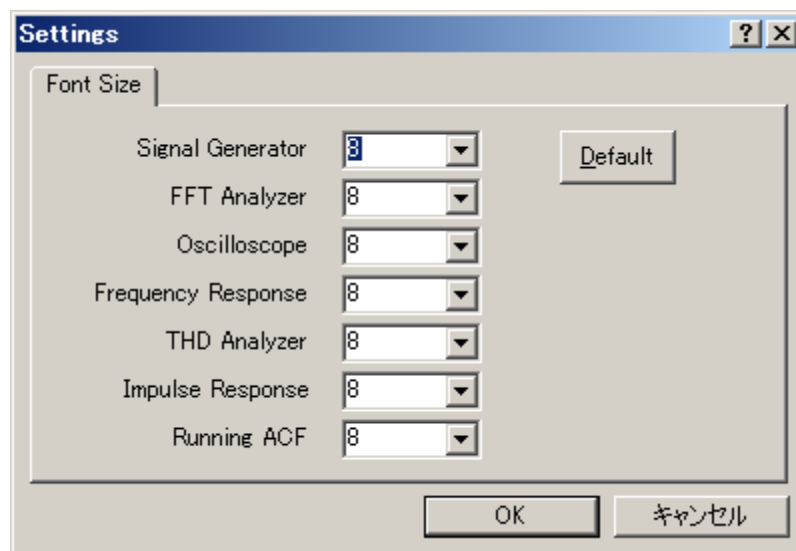 Settings
Font Size
Signal Generator 8
Default
FFT Analyzer 8
Oscilloscope 8
Frequency Response 8
THD Analyzer 8
Impulse Response 8
Running ACF 8
OK キャンセル